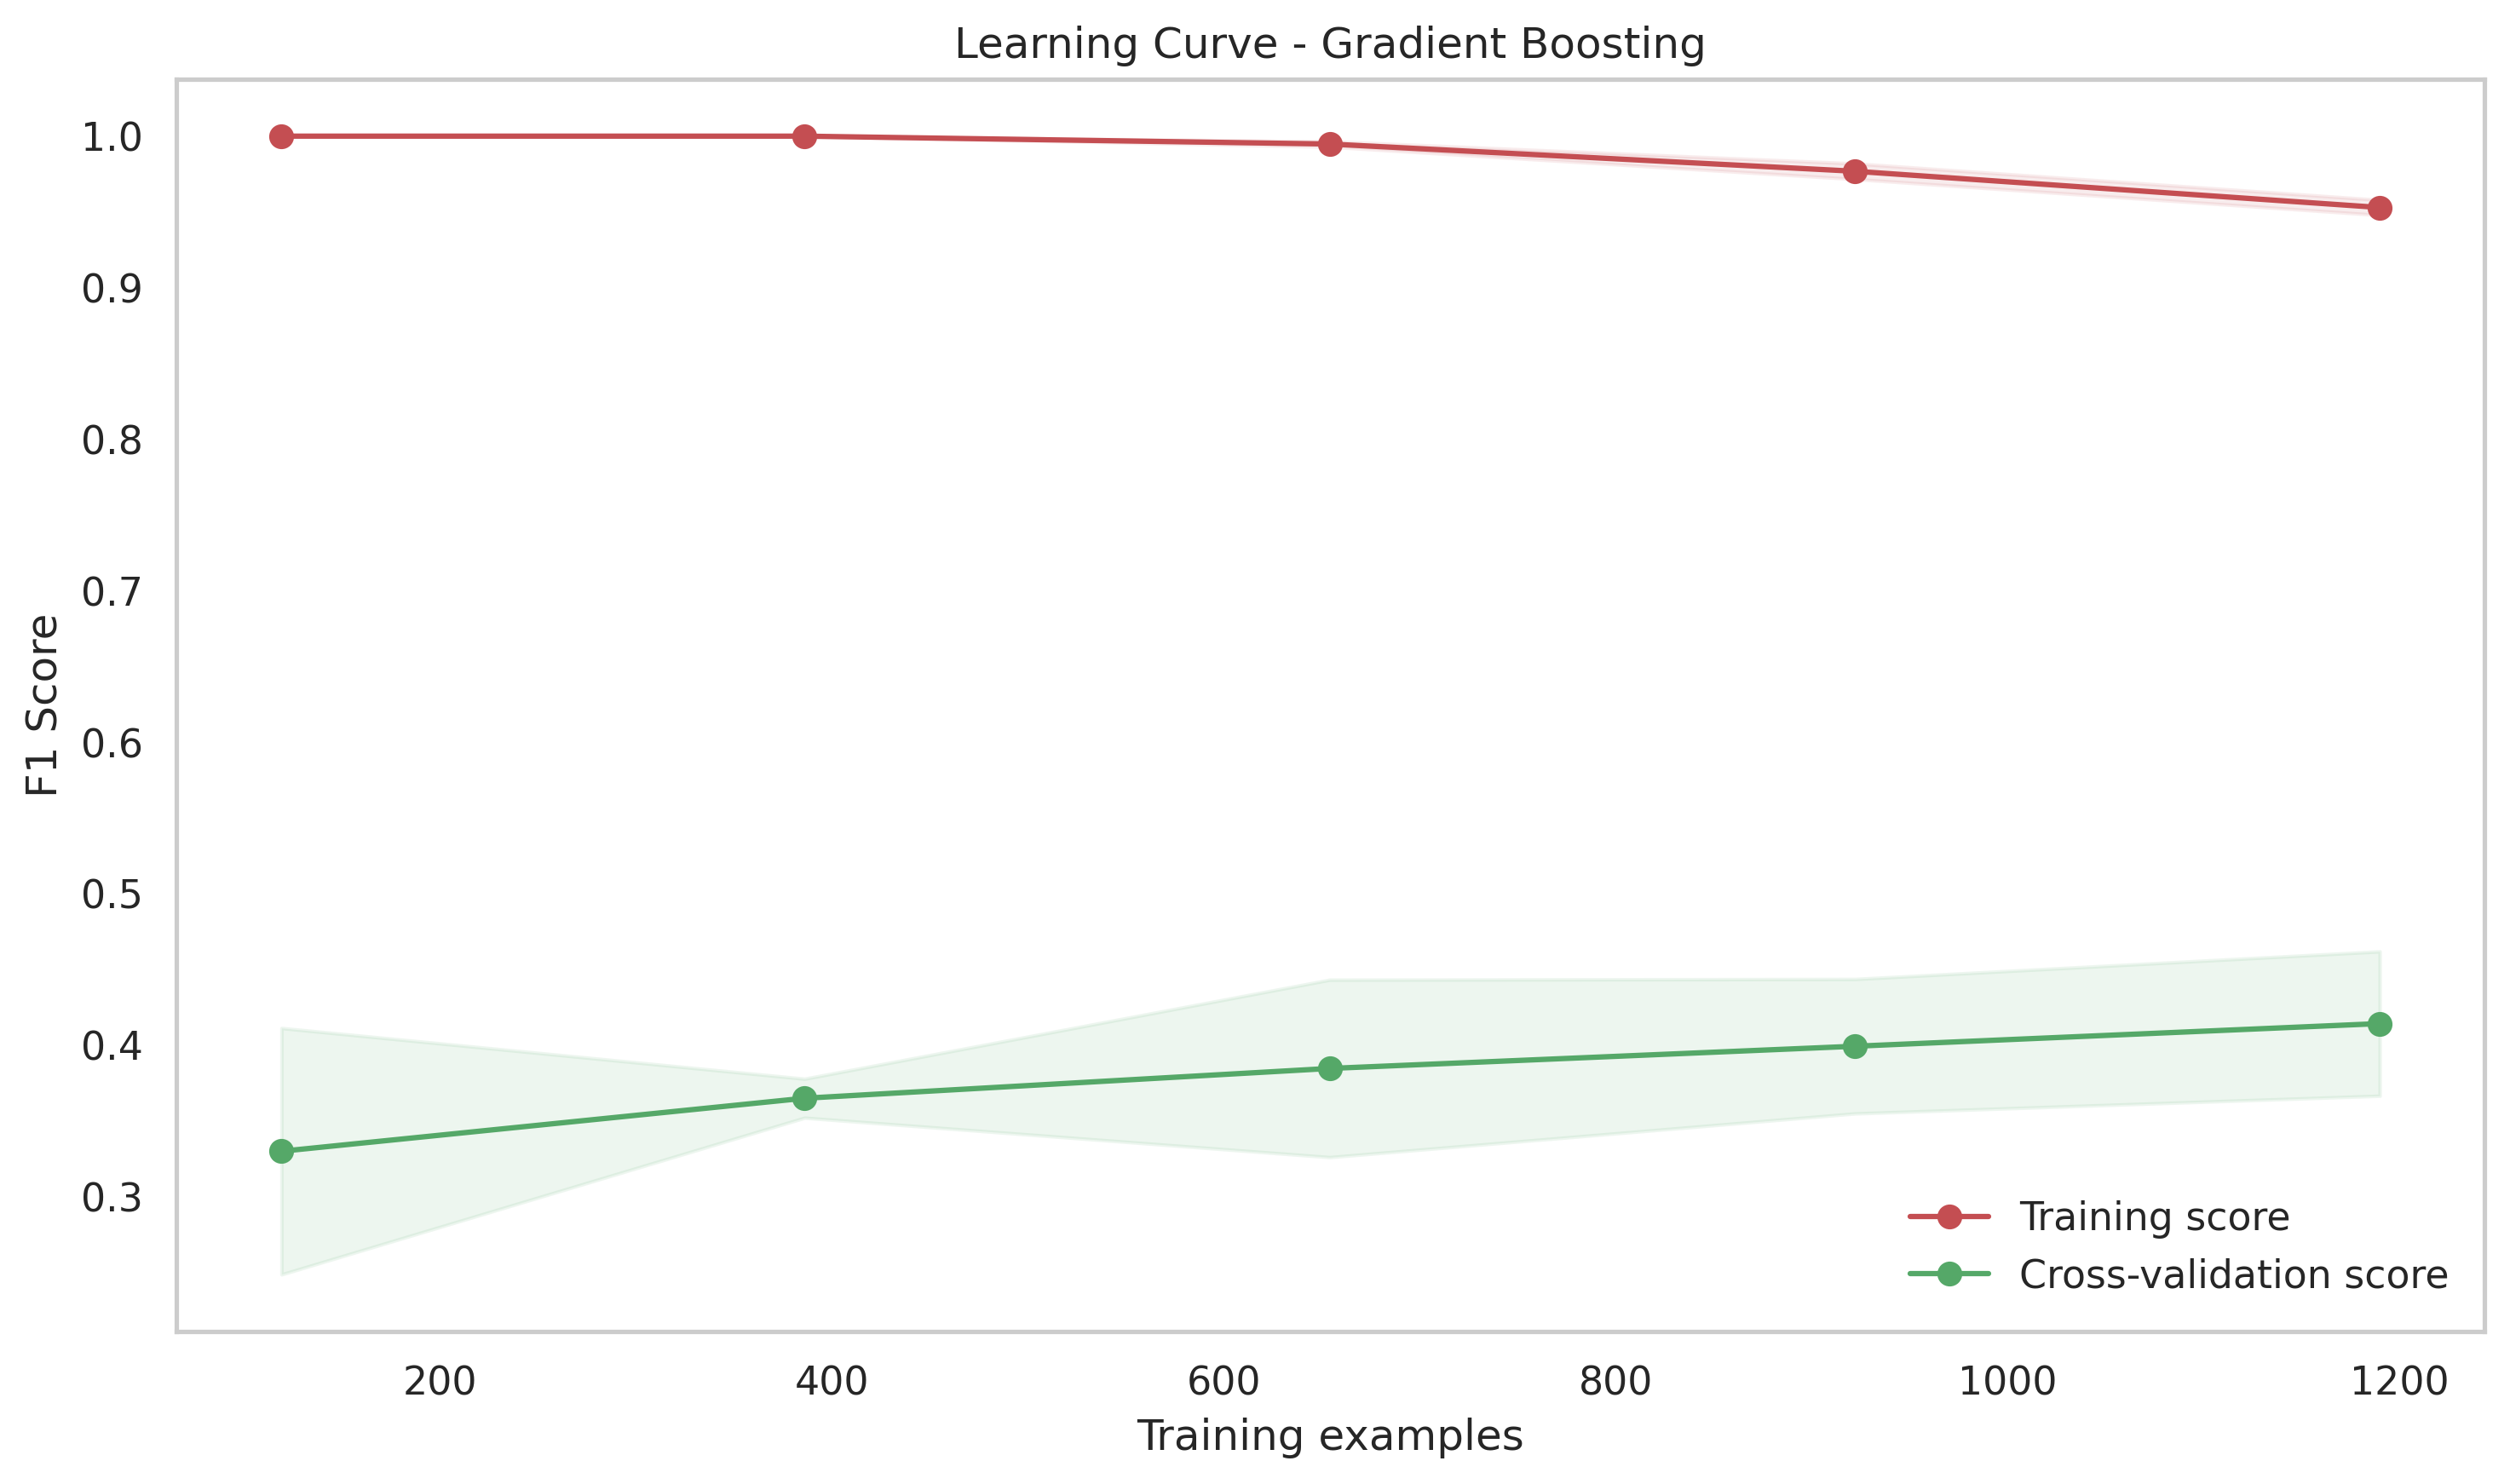 Learning Curve - Gradient Boosting
1.0
0.9
0.8
0.7
0.6
0.5
0.4
0.3
F1 Score
200 400 600 800 1000 1200
Training examples
Training score
Cross-validation score